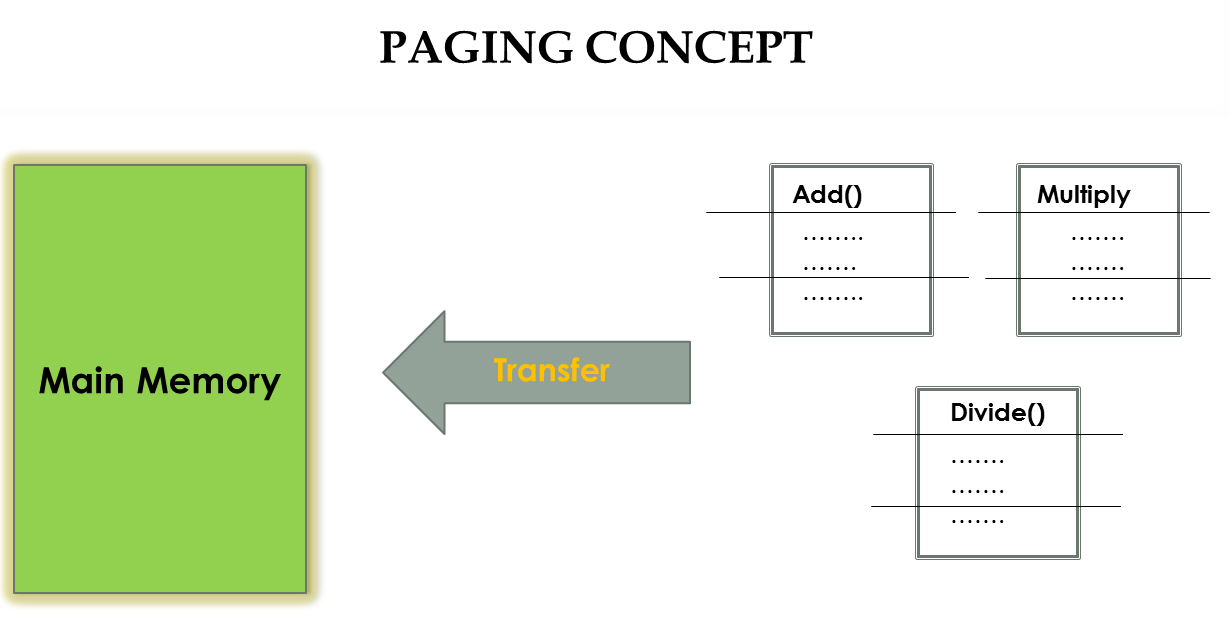 PAGING CONCEPT
Main Memory
Transfer
Add()
........
.......
........
Multiply
.......
.......
.......
Divide()
.......
.......
.......